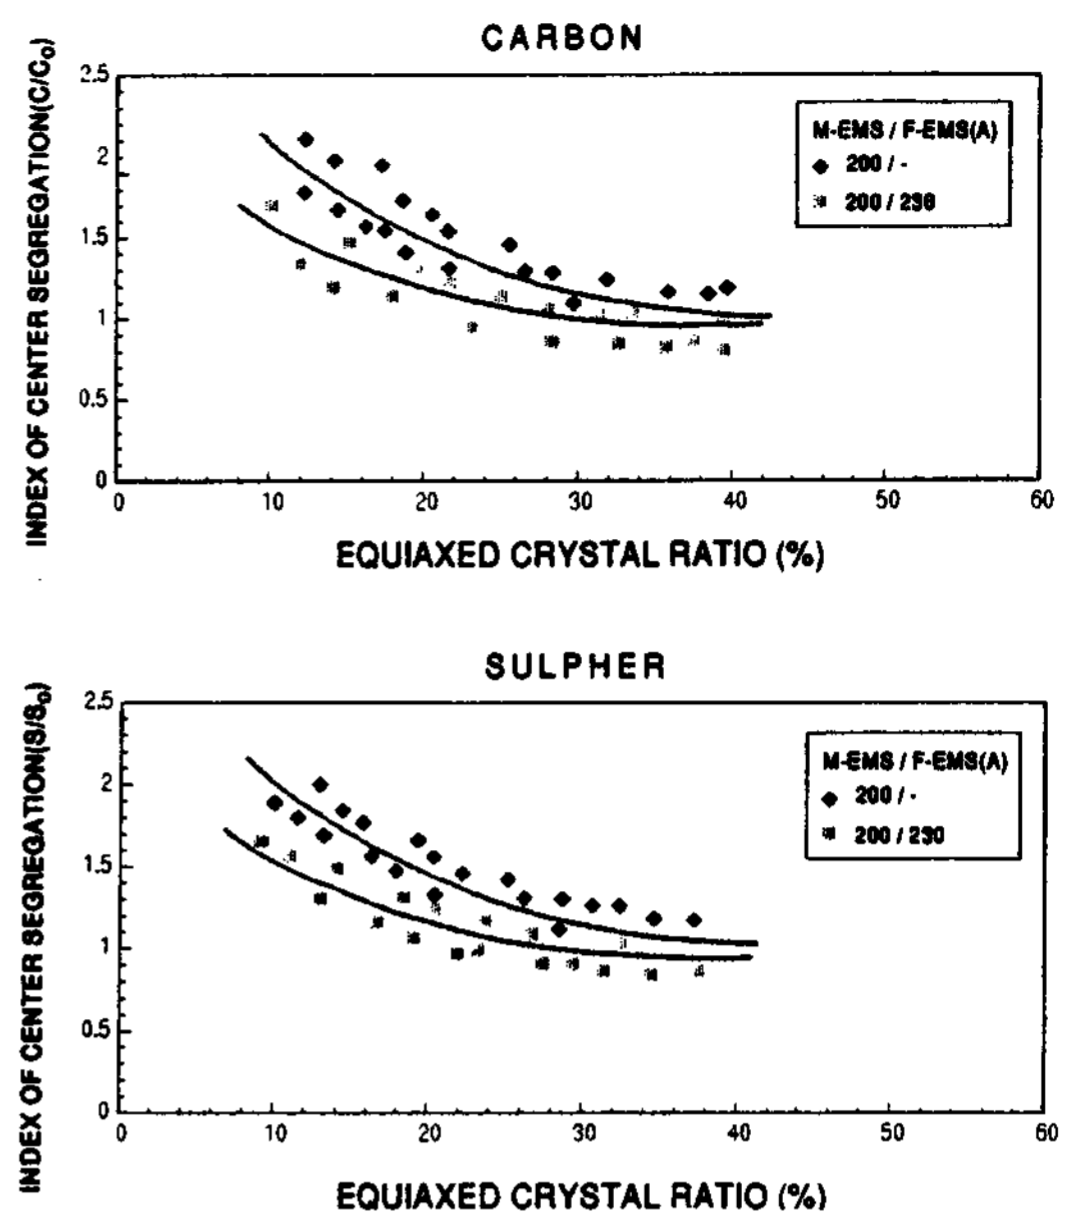 CARBON
INDEX OF CENTER SEGREGATION(C/C₀)
2.5
2
1.5
1
0.5
0
M-EMS / F-EMS(A)
200 / -
200 / 230
0 10 20 30 40 50 60
EQUIAXED CRYSTAL RATIO (%)
SULPHER
INDEX OF CENTER SEGREGATION(S/S₀)
2.5
2
1.5
1
0.5
0
M-EMS / F-EMS(A)
200 / -
200 / 230
0 10 20 30 40 50 60
EQUIAXED CRYSTAL RATIO (%)